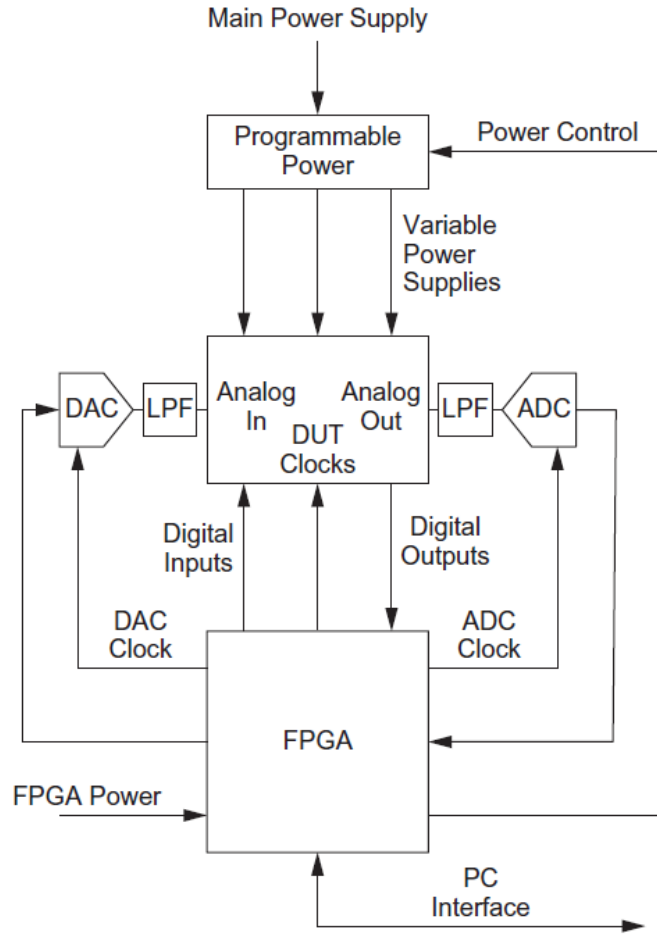 Main Power Supply
Programmable
Power
Power Control
Variable
Power
Supplies
DAC
LPF
Analog
In
Analog
Out
DUT
Clocks
LPF
ADC
Digital
Inputs
Digital
Outputs
DAC
Clock
ADC
Clock
FPGA
FPGA Power
PC
Interface